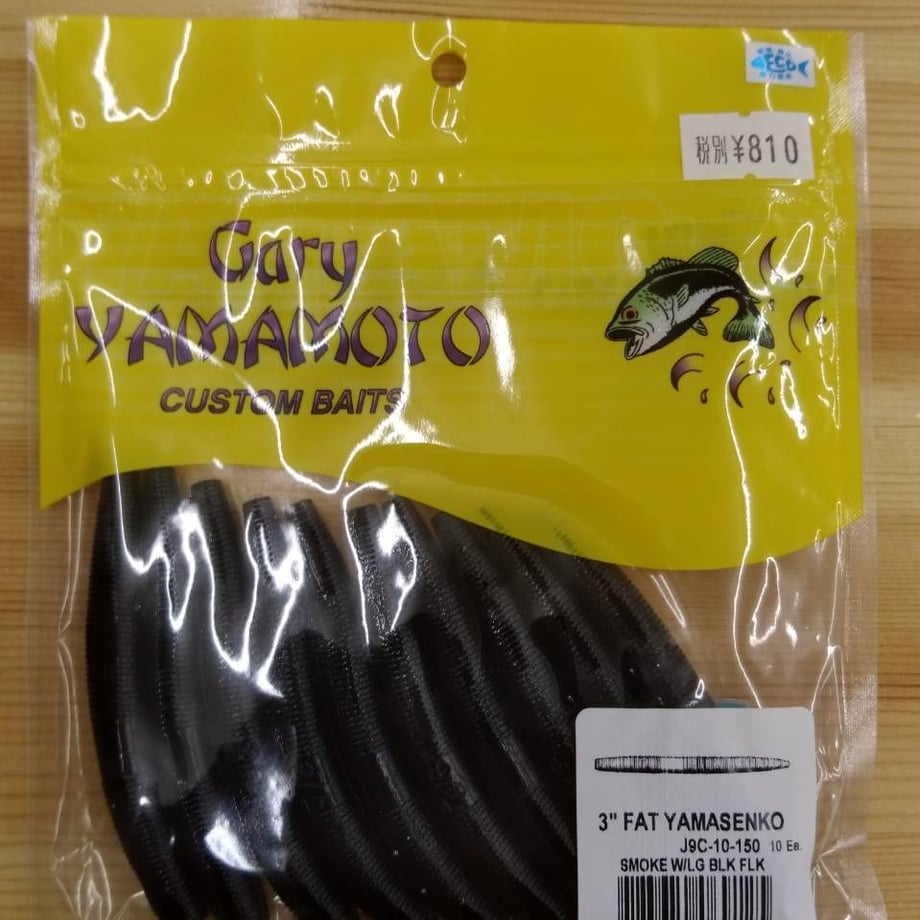 ECO
税別¥810
Gary
YAMAMOTO
CUSTOM BAITS
3" FAT YAMASENKO
J9C-10-150 10 Ea.
SMOKE W/LG BLK FLK